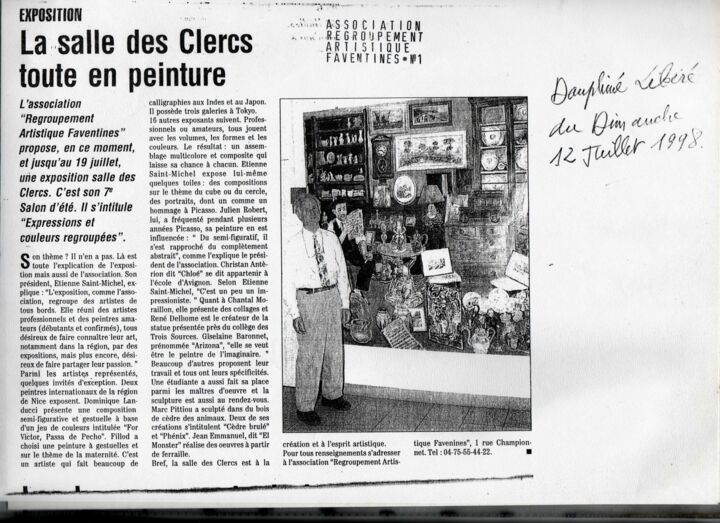 EXPOSITION
La salle des Clercs
toute en peinture
ASSOCIATION
REGROUPEMENT
ARTISTIQUE
FAVENTINES • N1
Dauphiné Libéré
du Dimanche
12 Juillet 1998.
L'association
"Regroupement
Artistique Faventines"
propose, en ce moment,
et jusqu'au 19 juillet,
une exposition salle des
Clercs. C'est son 7e
Salon d'été. Il s'intitule
"Expressions et
couleurs regroupées".
Son thème ? Il n'en a pas. Là est
toute l'explication de l'exposi-
tion mais aussi de l'association. Son
président, Etienne Saint-Michel, ex-
plique : "L'exposition, comme l'asso-
ciation, regroupe des artistes de
tous bords. Elle réuni des artistes
professionnels et des peintres ama-
teurs (débutants et confirmés), tous
désireux de faire connaître leur art,
notamment dans la région, par des
expositions, mais plus encore, dési-
reux de faire partager leur passion. "
Parmi les artistes représentés,
quelques invités d'exception. Deux
peintres internationaux de la région
de Nice exposent. Dominique Lan-
ducci présente une composition
semi-figurative et gestuelle à base
d'un jeu de couleurs intitulée "For
Victor, Passa de Pecho". Fillod a
choisi une peinture à gestuelles et
sur le thème de la maternité. C'est
un artiste qui fait beaucoup de
calligraphies aux Indes et au Japon.
Il possède trois galeries à Tokyo.
16 autres exposants suivent. Profes-
sionnels ou amateurs, tous jouent
avec les volumes, les formes et les
couleurs. Le résultat : un assem-
blage multicolore et composite qui
laisse sa chance à chacun. Etienne
Saint-Michel expose lui-même
quelques toiles : des compositions
sur le thème du cube ou du cercle,
des portraits, dont un comme un
hommage à Picasso. Julien Robert,
lui, a fréquenté pendant plusieurs
années Picasso, sa peinture en est
influencée : " Du semi-figuratif, il
s'est rapproché du complètement
abstrait", comme l'explique le prési-
dent de l'association. Christian Anté-
rion dit "Chloé" se dit appartenir à
l'école d'Avignon. Selon Etienne
Saint-Michel, "C'est un peu un im-
pressioniste. " Quant à Chantal Mo-
raillon, elle présente des collages et
René Delhome est le créateur de la
statue présentée près du collège des
Trois Sources. Giselaine Baronnet,
prénommée "Arizona", "elle se veut
être le peintre de l'imaginaire. "
Beaucoup d'autres proposent leur
travail et tous ont leurs spécificités.
Une étudiante a aussi fait sa place
parmi les maîtres d'oeuvre et la
sculpture est aussi au rendez-vous.
Marc Pittiou a sculpté dans du bois
de cèdre des animaux. Deux de ses
créations s'intitulent "Cèdre brulé"
et "Phénix". Jean Emmanuel, dit "El
Monster" réalise des oeuvres à partir
de ferraille.
Bref, la salle des Clercs est à la
création et à l'esprit artistique.
Pour tous renseignements s'adresser
à l'association "Regroupement Artis-
tique Favenines", 1 rue Champion-
net. Tel : 04-75-55-44-22.